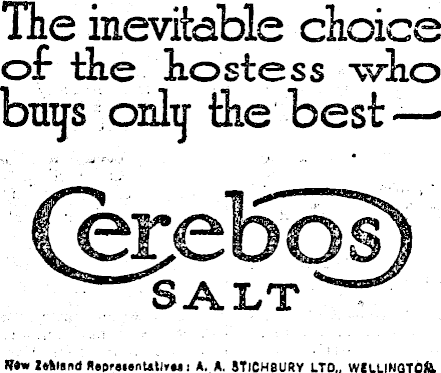 The inevitable choice
of the hostess who
buys only the best —
Cerebos
SALT
New Zealand Representatives: A. A. STICHBURY LTD., WELLINGTON.